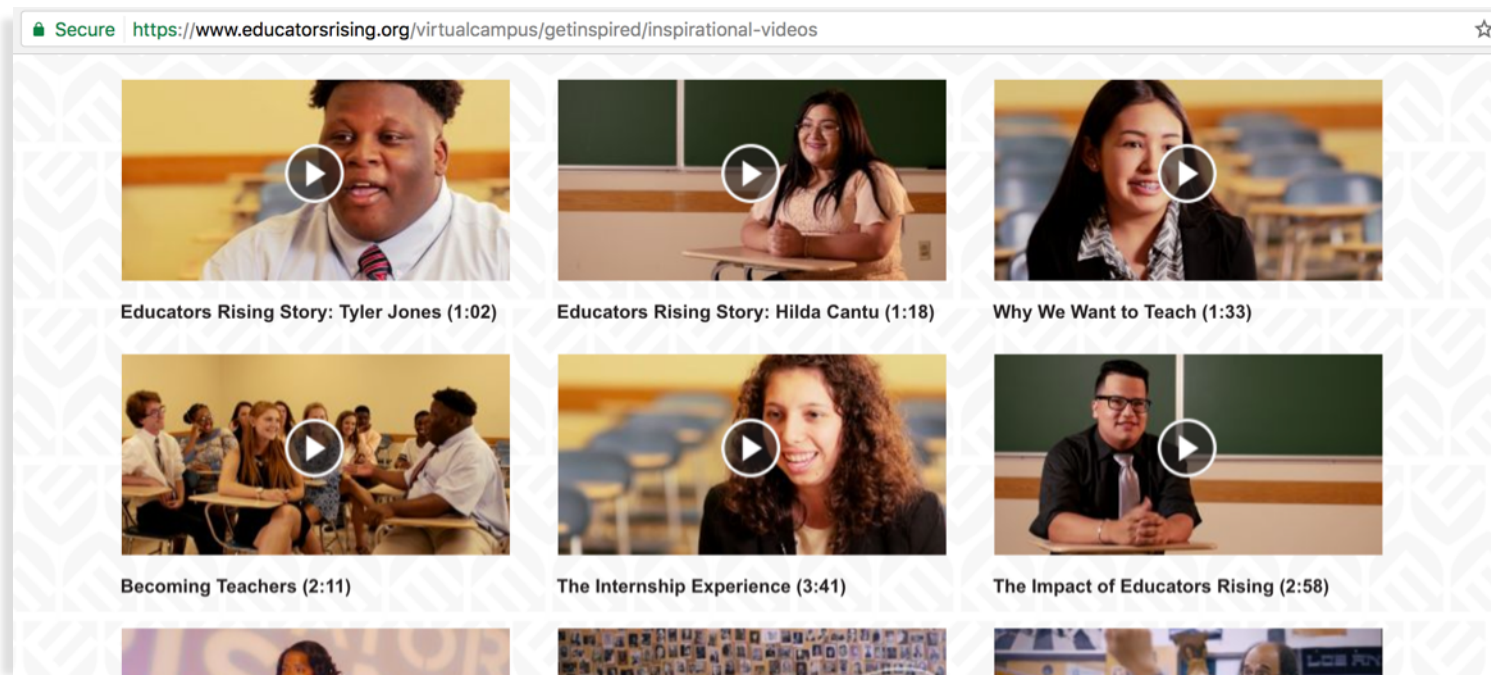 Secure https://www.educatorsrising.org/virtualcampus/getinspired/inspirational-videos
Educators Rising Story: Tyler Jones (1:02)
Educators Rising Story: Hilda Cantu (1:18)
Why We Want to Teach (1:33)
Becoming Teachers (2:11)
The Internship Experience (3:41)
The Impact of Educators Rising (2:58)